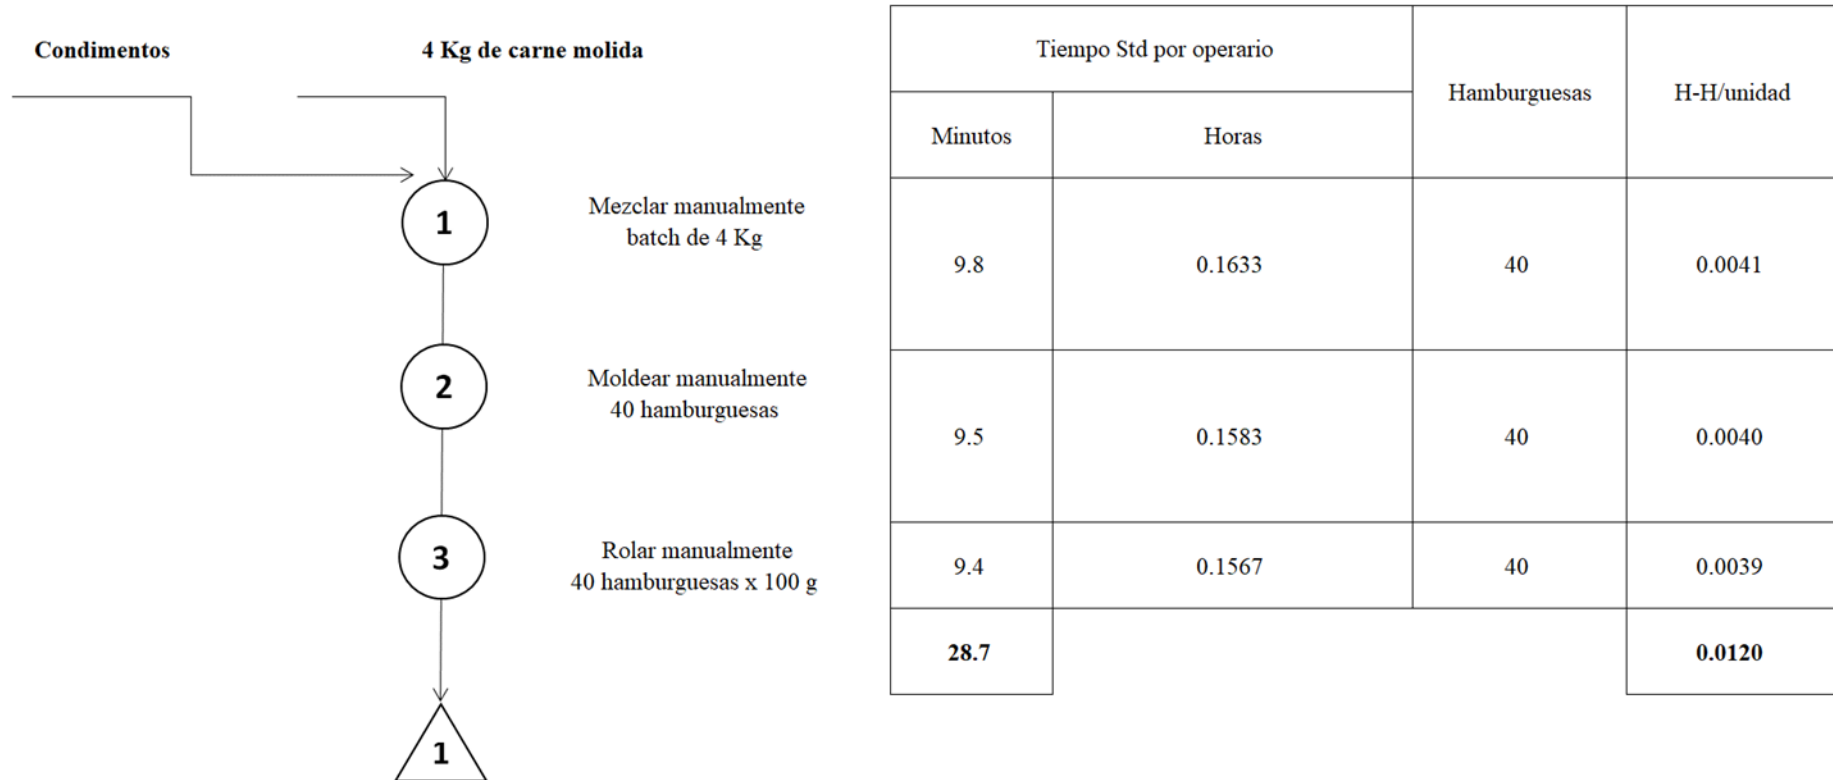 Condimentos
4 Kg de carne molida
1
Mezclar manualmente
batch de 4 Kg
2
Moldear manualmente
40 hamburguesas
3
Rolar manualmente
40 hamburguesas x 100 g
1
Tiempo Std por operario
Hamburguesas
H-H/unidad
Minutos
Horas
9.8
0.1633
40
0.0041
9.5
0.1583
40
0.0040
9.4
0.1567
40
0.0039
28.7
0.0120